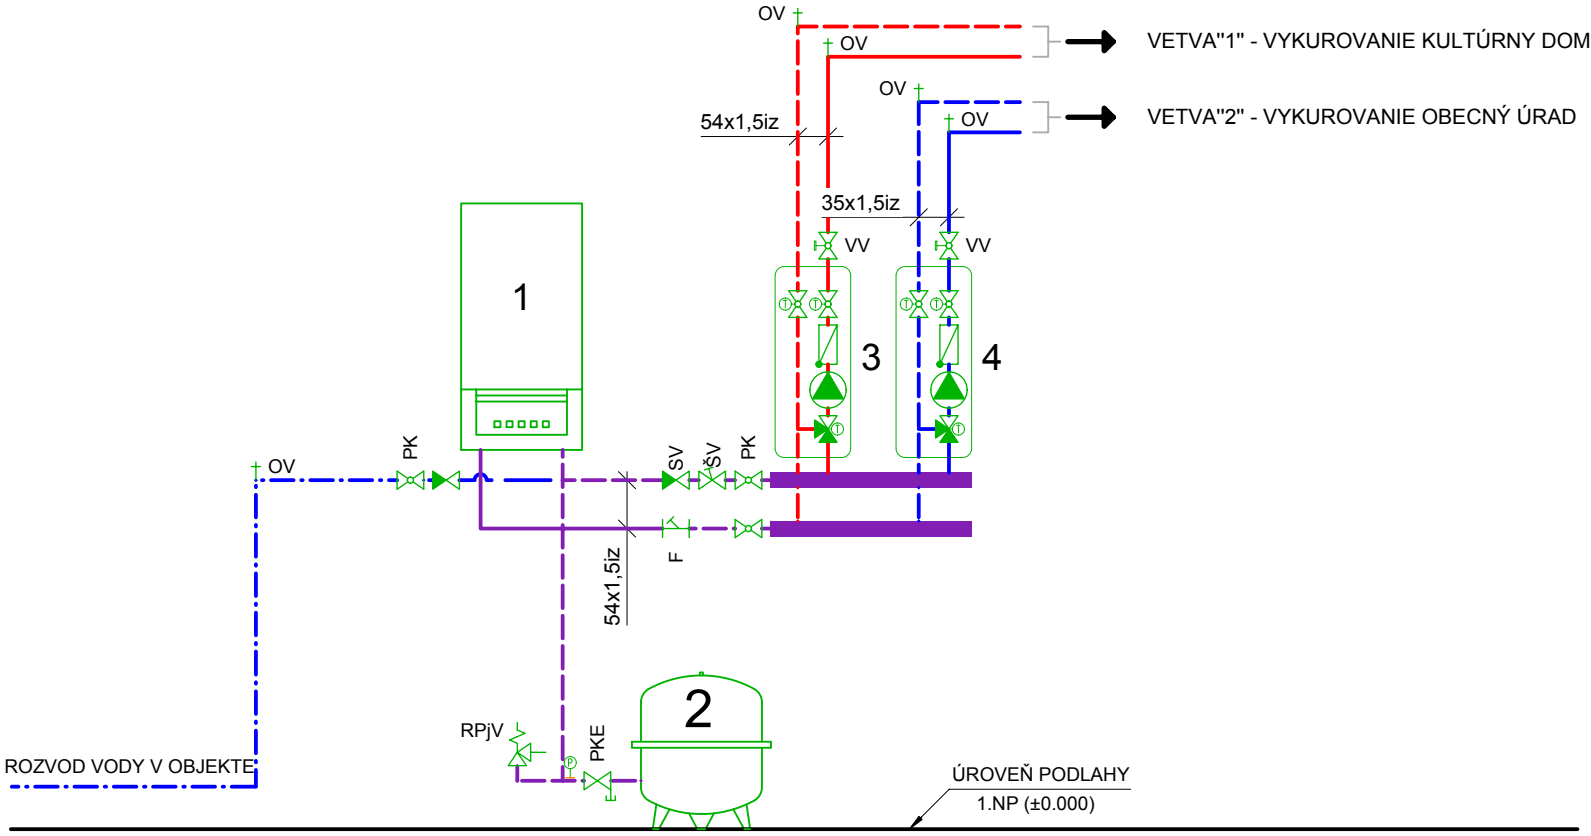 OV
VETVA"1" - VYKUROVANIE KULTÚRNY DOM
OV
OV
VETVA"2" - VYKUROVANIE OBECNÝ ÚRAD
OV
54x1,5iz
35x1,5iz
VV
VV
1
T
T
T
T
3
4
T
T
PK
SV
ŠV
PK
OV
F
54x1,5iz
2
RPjV
PKE
P
ROZVOD VODY V OBJEKTE
ÚROVEŇ PODLAHY
1.NP (±0.000)